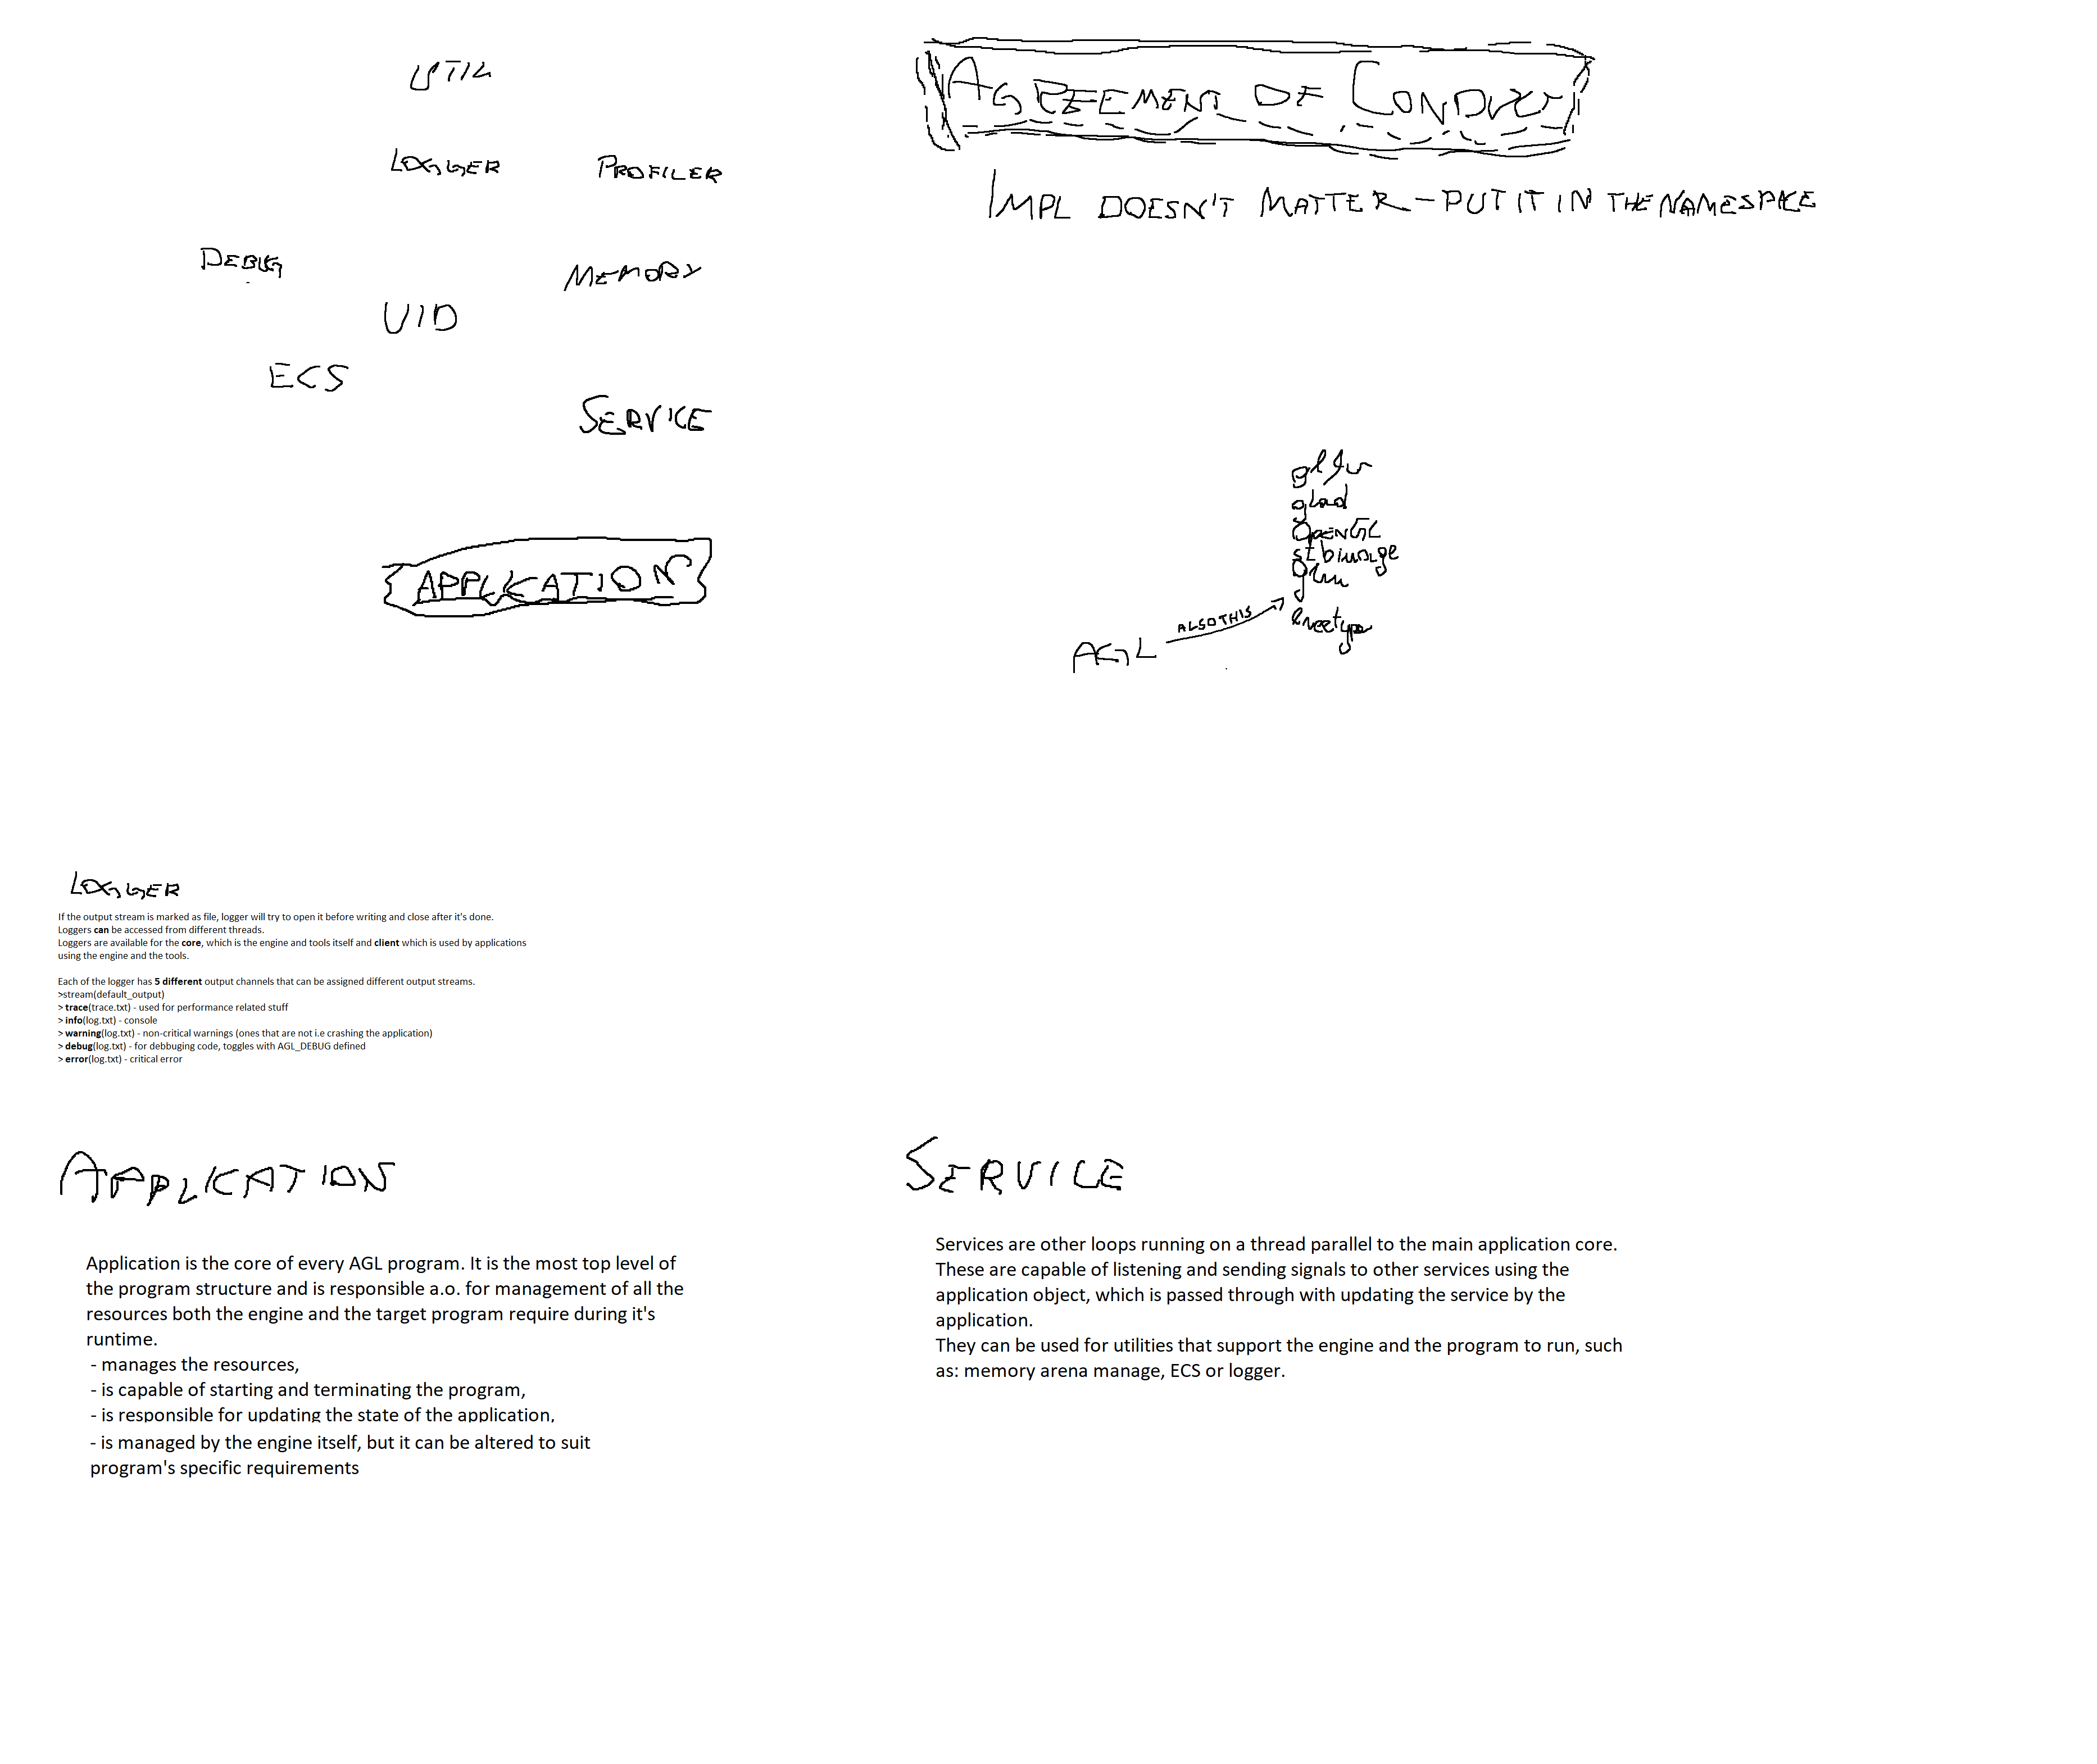 UTIL
LOGGER
PROFILER
DEBUG
MEMORY
UID
ECS
SERVICE
APPLICATION
AGREEMENT OF CONDUCT
IMPL DOESN'T MATTER - PUT IT IN THE NAMESPACE
glfw
glad
OPENGL
stbimage
glm
freetype
ALSO THIS
AGL
LOGGER
If the output stream is marked as file, logger will try to open it before writing and close after it's done.
Loggers can be accessed from different threads.
Loggers are available for the core, which is the engine and tools itself and client which is used by applications
using the engine and the tools.
Each of the logger has 5 different output channels that can be assigned different output streams.
>stream(default_output)
> trace(trace.txt) - used for performance related stuff
> info(log.txt) - console
> warning(log.txt) - non-critical warnings (ones that are not i.e crashing the application)
> debug(log.txt) - for debbuging code, toggles with AGL_DEBUG defined
> error(log.txt) - critical error
APPLICATION
Application is the core of every AGL program. It is the most top level of
the program structure and is responsible a.o. for management of all the
resources both the engine and the target program require during it's
runtime.
- manages the resources,
- is capable of starting and terminating the program,
- is responsible for updating the state of the application,
- is managed by the engine itself, but it can be altered to suit
program's specific requirements
SERVICE
Services are other loops running on a thread parallel to the main application core.
These are capable of listening and sending signals to other services using the
application object, which is passed through with updating the service by the
application.
They can be used for utilities that support the engine and the program to run, such
as: memory arena manage, ECS or logger.